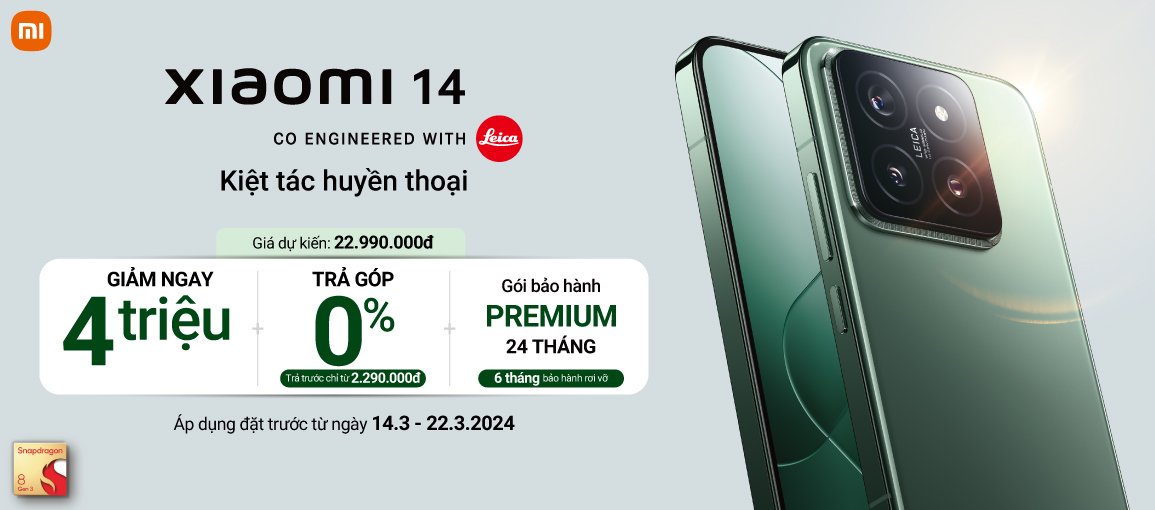 mi
xiaomi 14
CO ENGINEERED WITH Leica
Kiệt tác huyền thoại
Giá dự kiến: 22.990.000đ
GIẢM NGAY
4 triệu
+
TRẢ GÓP
0%
Trả trước chỉ từ 2.290.000đ
+
Gói bảo hành
PREMIUM
24 THÁNG
6 tháng bảo hành rơi vỡ
Áp dụng đặt trước từ ngày 14.3 - 22.3.2024
Snapdragon
8
Gen 3
LEICA